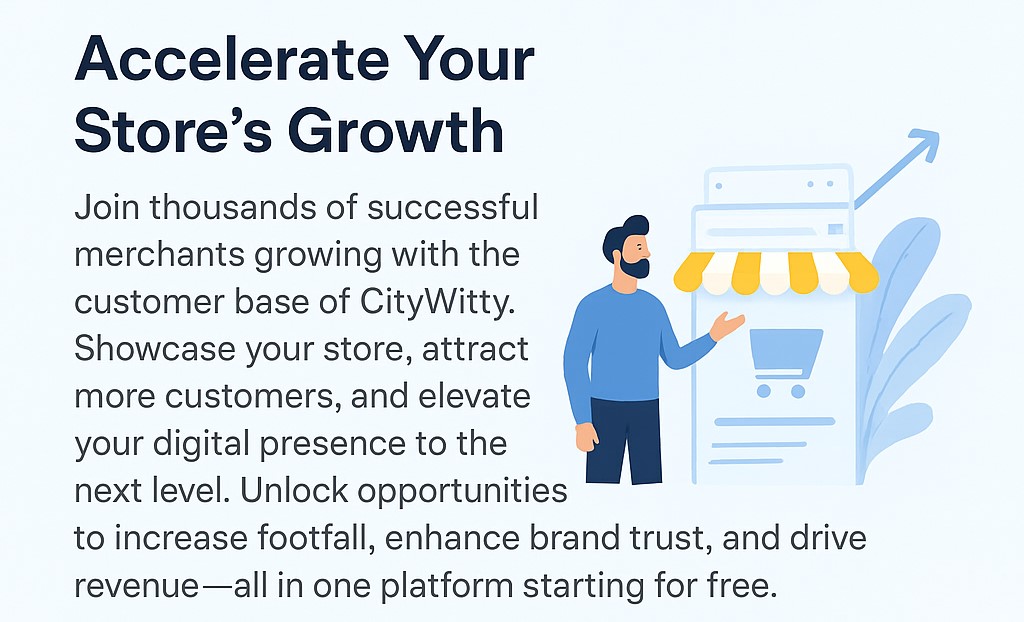 Accelerate Your
Store’s Growth
Join thousands of successful
merchants growing with the
customer base of CityWitty.
Showcase your store, attract
more customers, and elevate
your digital presence to the
next level. Unlock opportunities
to increase footfall, enhance brand trust, and drive
revenue—all in one platform starting for free.